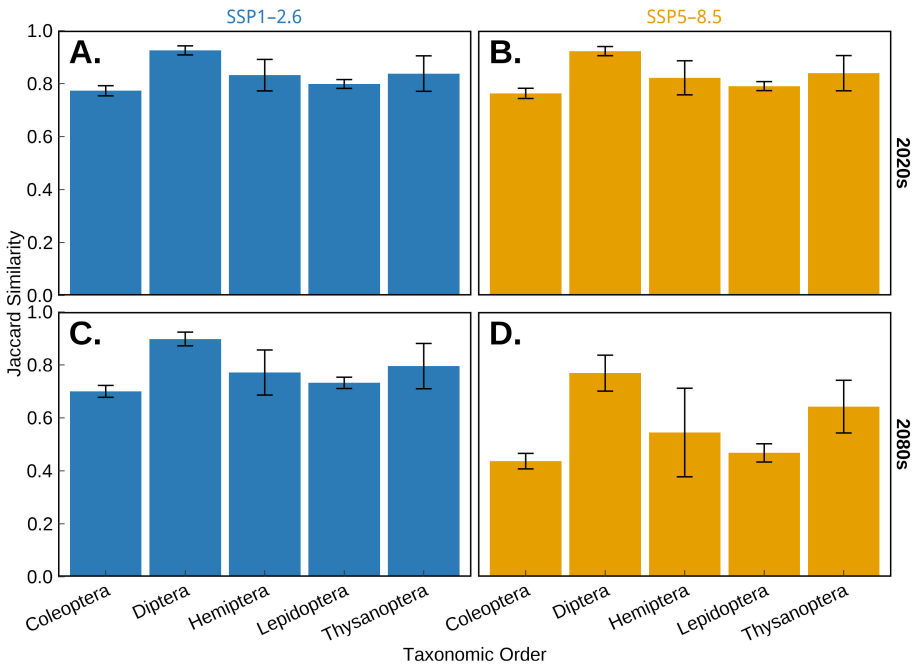 SSP1–2.6
SSP5–8.5
A.
B.
1.0
0.8
0.6
0.4
0.2
0.0
2020s
Jaccard Similarity
C.
D.
1.0
0.8
0.6
0.4
0.2
0.0
2080s
Coleoptera
Diptera
Hemiptera
Lepidoptera
Thysanoptera
Coleoptera
Diptera
Hemiptera
Lepidoptera
Thysanoptera
Taxonomic Order